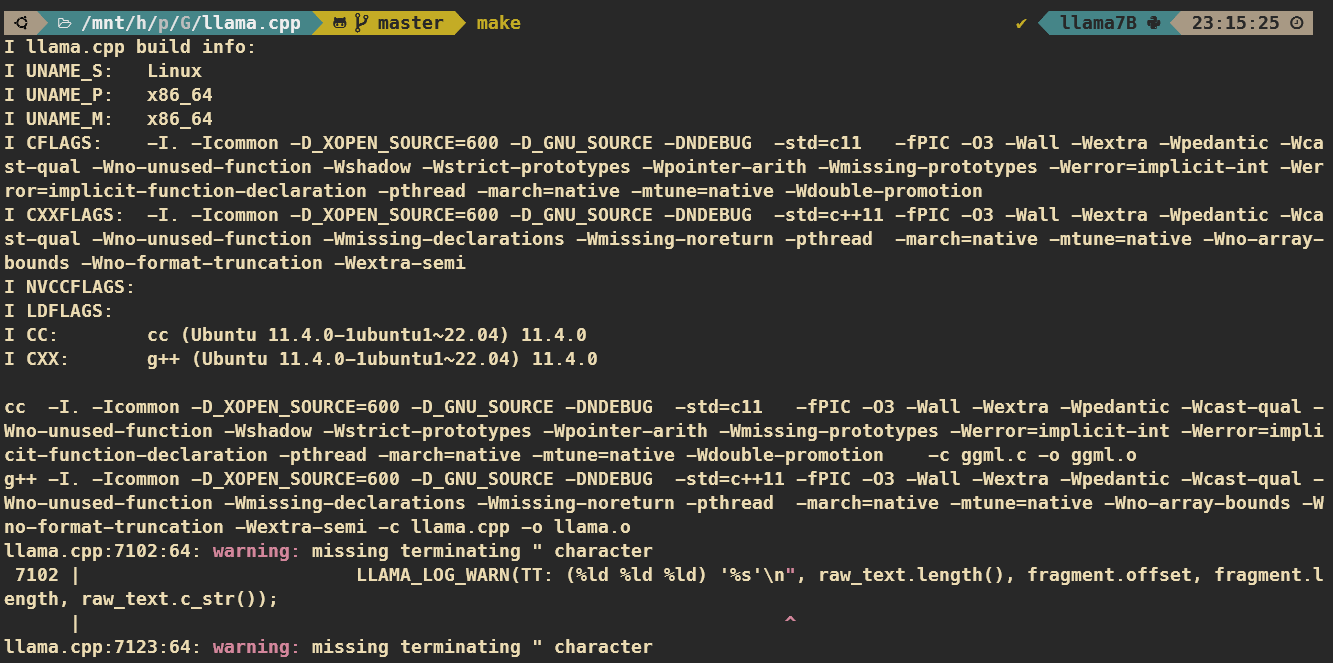 /mnt/h/p/G/llama.cpp master make ✔ llama7B 23:15:25
I llama.cpp build info:
I UNAME_S:   Linux
I UNAME_P:   x86_64
I UNAME_M:   x86_64
I CFLAGS:    -I. -Icommon -D_XOPEN_SOURCE=600 -D_GNU_SOURCE -DNDEBUG  -std=c11   -fPIC -O3 -Wall -Wextra -Wpedantic -Wca
st-qual -Wno-unused-function -Wshadow -Wstrict-prototypes -Wpointer-arith -Wmissing-prototypes -Werror=implicit-int -Wer
ror=implicit-function-declaration -pthread -march=native -mtune=native -Wdouble-promotion
I CXXFLAGS:  -I. -Icommon -D_XOPEN_SOURCE=600 -D_GNU_SOURCE -DNDEBUG  -std=c++11 -fPIC -O3 -Wall -Wextra -Wpedantic -Wca
st-qual -Wno-unused-function -Wmissing-declarations -Wmissing-noreturn -pthread  -march=native -mtune=native -Wno-array-
bounds -Wno-format-truncation -Wextra-semi
I NVCCFLAGS:
I LDFLAGS:
I CC:        cc (Ubuntu 11.4.0-1ubuntu1~22.04) 11.4.0
I CXX:       g++ (Ubuntu 11.4.0-1ubuntu1~22.04) 11.4.0
cc  -I. -Icommon -D_XOPEN_SOURCE=600 -D_GNU_SOURCE -DNDEBUG  -std=c11   -fPIC -O3 -Wall -Wextra -Wpedantic -Wcast-qual -
Wno-unused-function -Wshadow -Wstrict-prototypes -Wpointer-arith -Wmissing-prototypes -Werror=implicit-int -Werror=impli
cit-function-declaration -pthread -march=native -mtune=native -Wdouble-promotion    -c ggml.c -o ggml.o
g++ -I. -Icommon -D_XOPEN_SOURCE=600 -D_GNU_SOURCE -DNDEBUG  -std=c++11 -fPIC -O3 -Wall -Wextra -Wpedantic -Wcast-qual -
Wno-unused-function -Wmissing-declarations -Wmissing-noreturn -pthread  -march=native -mtune=native -Wno-array-bounds -W
no-format-truncation -Wextra-semi -c llama.cpp -o llama.o
llama.cpp:7102:64: warning: missing terminating " character
 7102 |                         LLAMA_LOG_WARN(TT: (%ld %ld %ld) '%s'\n", raw_text.length(), fragment.offset, fragment.l
ength, raw_text.c_str());
      |                                                                ^
llama.cpp:7123:64: warning: missing terminating " character